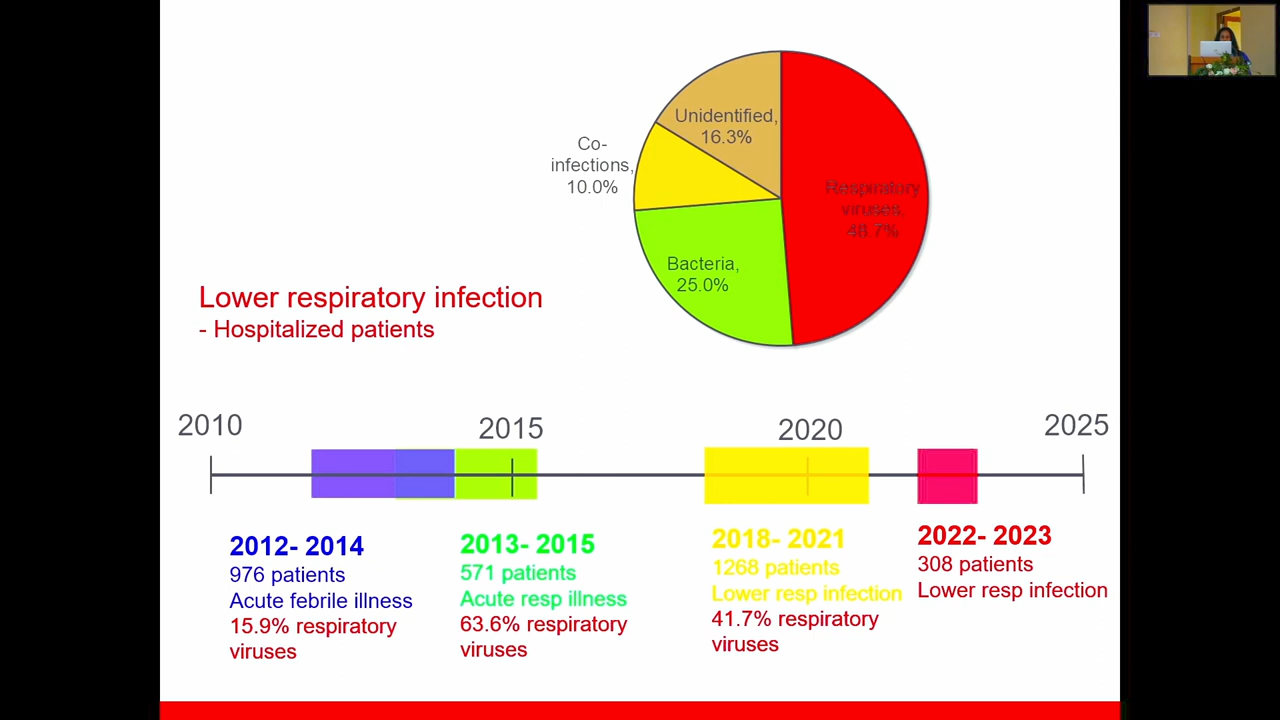 Unidentified,
16.3%
Co-
infections,
10.0%
Respiratory
viruses,
48.7%
Bacteria,
25.0%
Lower respiratory infection
- Hospitalized patients
2010
2015
2020
2025
2012- 2014
976 patients
Acute febrile illness
15.9% respiratory
viruses
2013- 2015
571 patients
Acute resp illness
63.6% respiratory
viruses
2018- 2021
1268 patients
Lower resp infection
41.7% respiratory
viruses
2022- 2023
308 patients
Lower resp infection